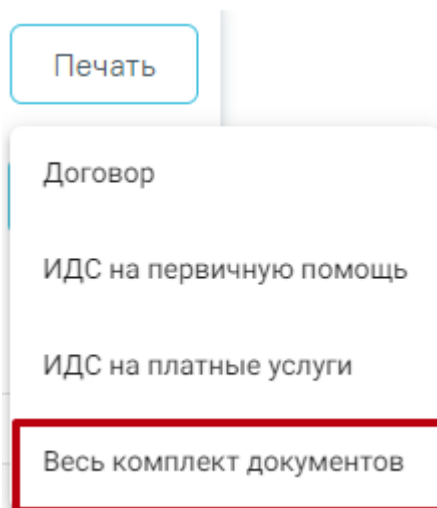 Печать
Договор
ИДС на первичную помощь
ИДС на платные услуги
Весь комплект документов